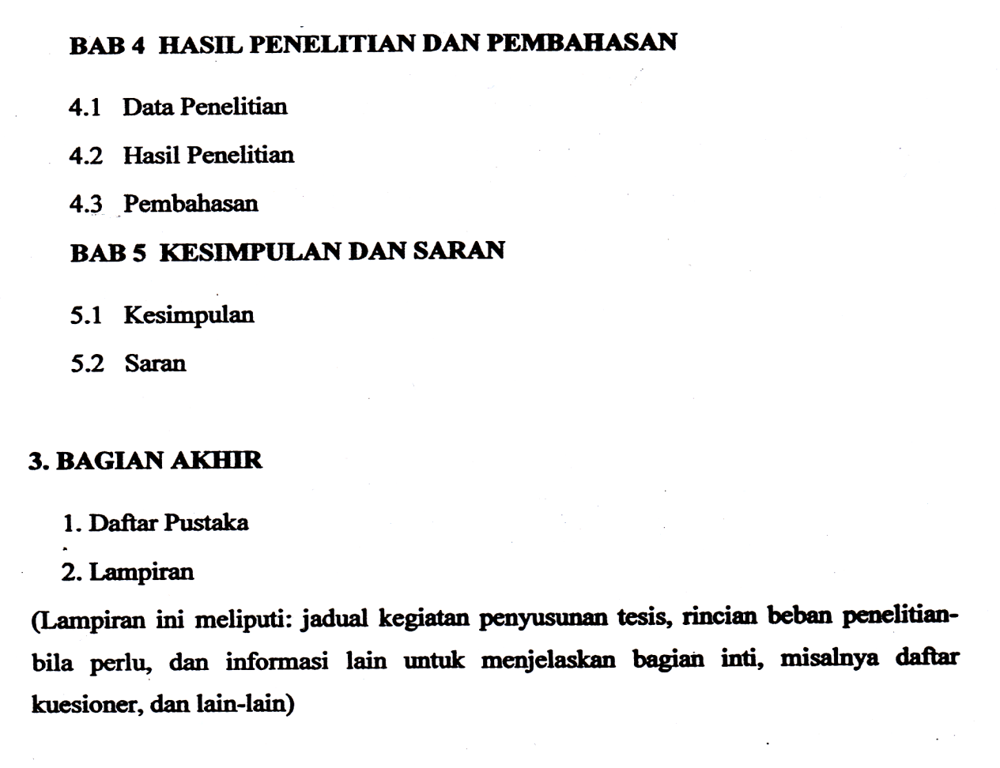 BAB 4 HASIL PENELITIAN DAN PEMBAHASAN
4.1 Data Penelitian
4.2 Hasil Penelitian
4.3 Pembahasan
BAB 5 KESIMPULAN DAN SARAN
5.1 Kesimpulan
5.2 Saran
3. BAGIAN AKHIR
1. Daftar Pustaka
2. Lampiran
(Lampiran ini meliputi: jadual kegiatan penyusunan tesis, rincian beban penelitian-
bila perlu, dan informasi lain untuk menjelaskan bagian inti, misalnya daftar
kuesioner, dan lain-lain)